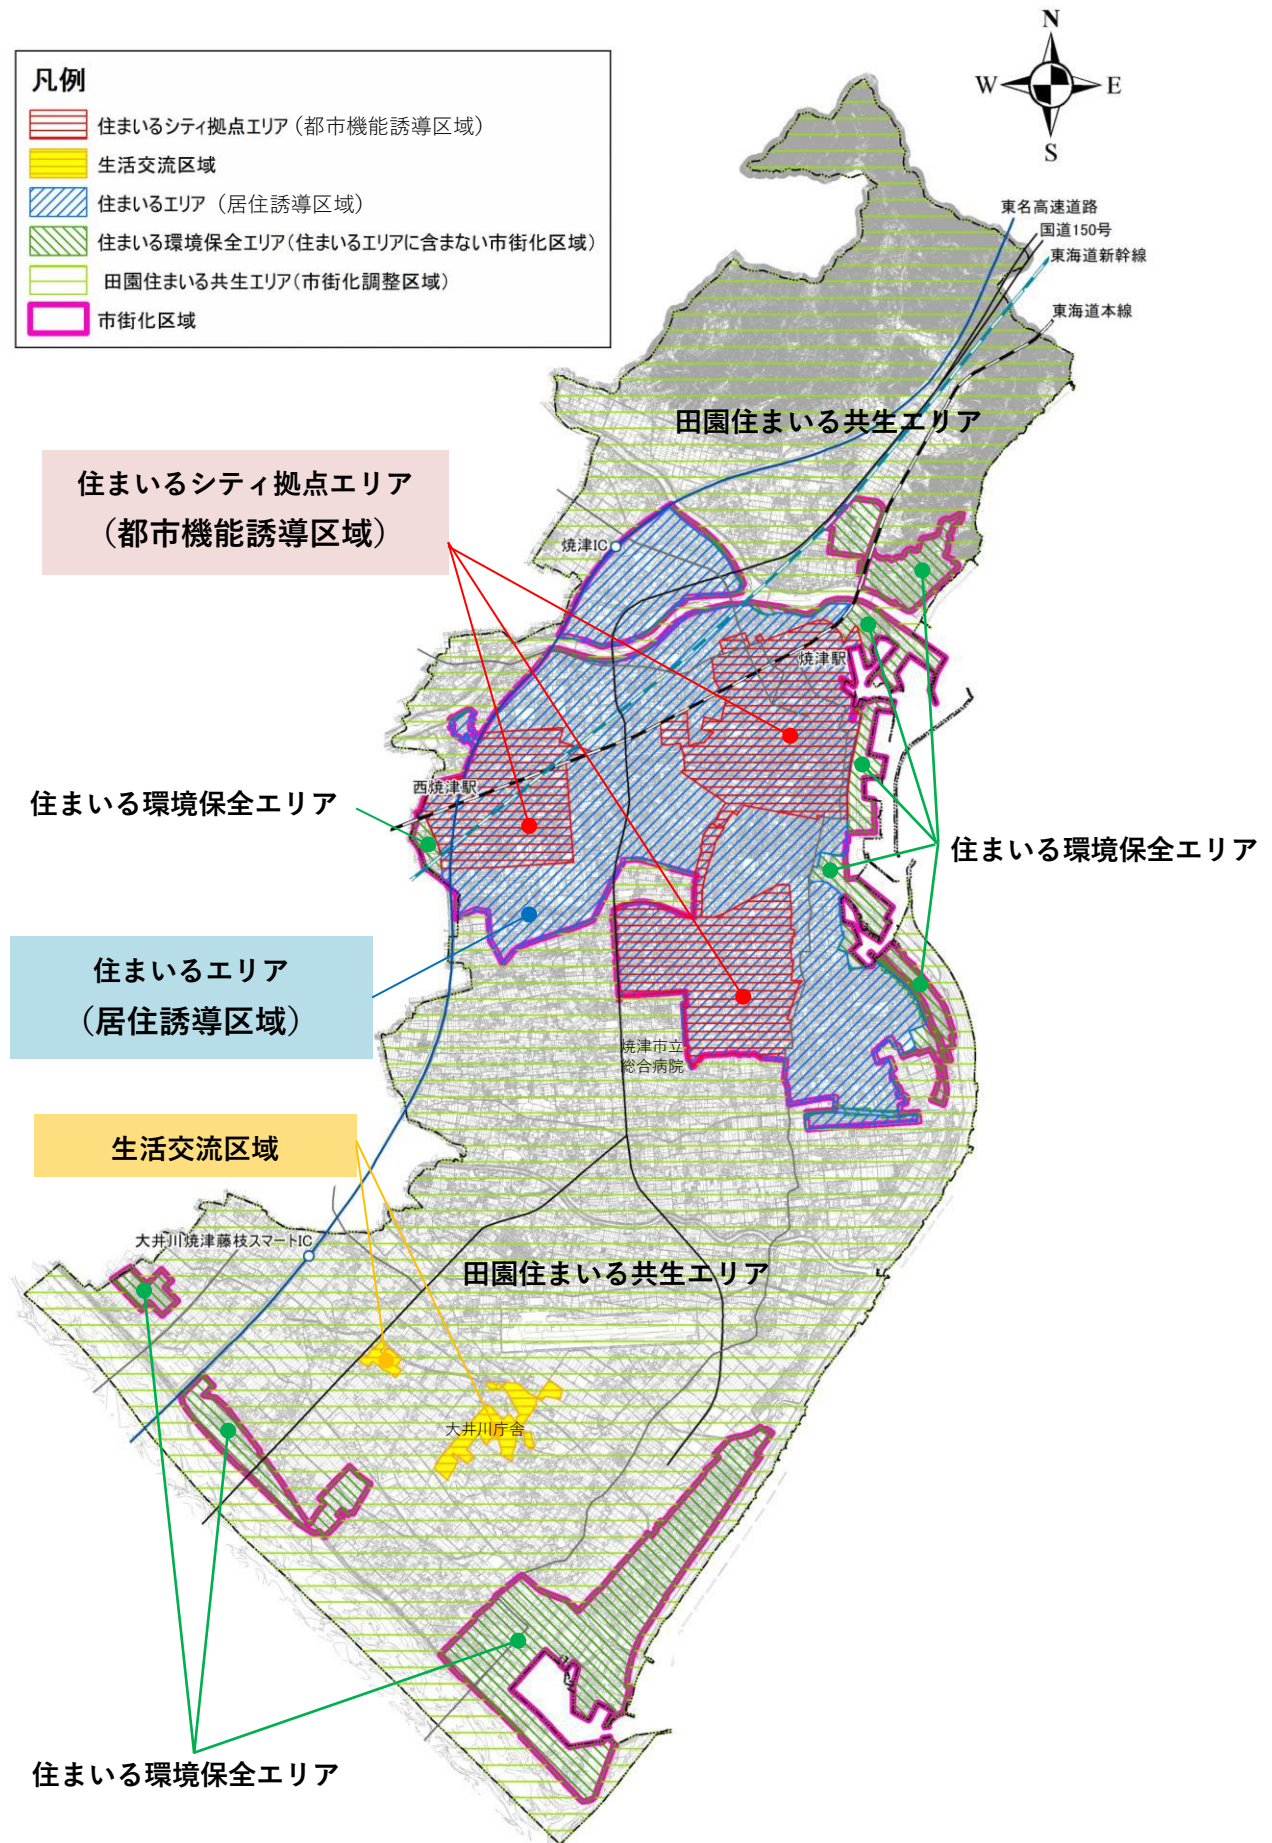 N
W
E
S
凡例
住まいるシティ拠点エリア(都市機能誘導区域)
生活交流区域
住まいるエリア (居住誘導区域)
住まいる環境保全エリア(住まいるエリアに含まない市街化区域)
田園住まいる共生エリア(市街化調整区域)
市街化区域
東名高速道路
国道150号
東海道新幹線
東海道本線
田園住まいる共生エリア
住まいるシティ拠点エリア
(都市機能誘導区域)
焼津IC
焼津駅
西焼津駅
住まいる環境保全エリア
住まいる環境保全エリア
住まいるエリア
(居住誘導区域)
焼津市立
総合病院
生活交流区域
大井川焼津藤枝スマートIC
田園住まいる共生エリア
大井川庁舎
住まいる環境保全エリア